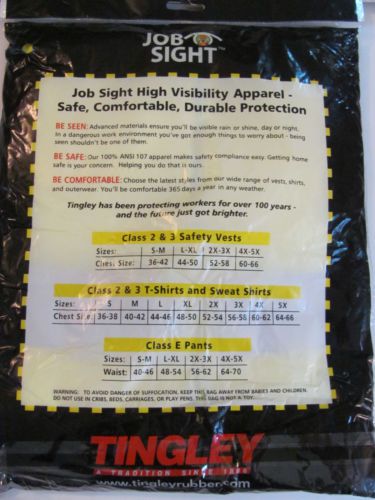 JOB
SIGHT™
Job Sight High Visibility Apparel -
Safe, Comfortable, Durable Protection
BE SEEN: Advanced materials ensure you'll be visible rain or shine, day or night.
In a dangerous work environment you've got enough things to worry about - being
seen shouldn't be one of them.
BE SAFE: Our 100% ANSI 107 apparel makes safety compliance easy. Getting home
safe is your concern. Helping you do that is ours.
BE COMFORTABLE: Choose the latest styles from our wide range of vests, shirts,
and outerwear. You'll be comfortable 365 days a year in any weather.
Tingley has been protecting workers for over 100 years -
and the future just got brighter.
Class 2 & 3 Safety Vests
Sizes: S-M L-XL 2X-3X 4X-5X
Chest Size: 36-42 44-50 52-58 60-66
Class 2 & 3 T-Shirts and Sweat Shirts
Sizes: S M L XL 2X 3X 4X 5X
Chest Size: 36-38 40-42 44-46 48-50 52-54 56-58 60-62 64-66
Class E Pants
Sizes: S-M L-XL 2X-3X 4X-5X
Waist: 40-46 48-54 56-62 64-70
WARNING: TO AVOID DANGER OF SUFFOCATION, KEEP THIS BAG AWAY FROM BABIES AND CHILDREN.
DO NOT USE IN CRIBS, BEDS, CARRIAGES, OR PLAY PENS. THIS BAG IS NOT A TOY.
TINGLEY
A TRADITION SINCE 1896
www.tingleyrubber.com